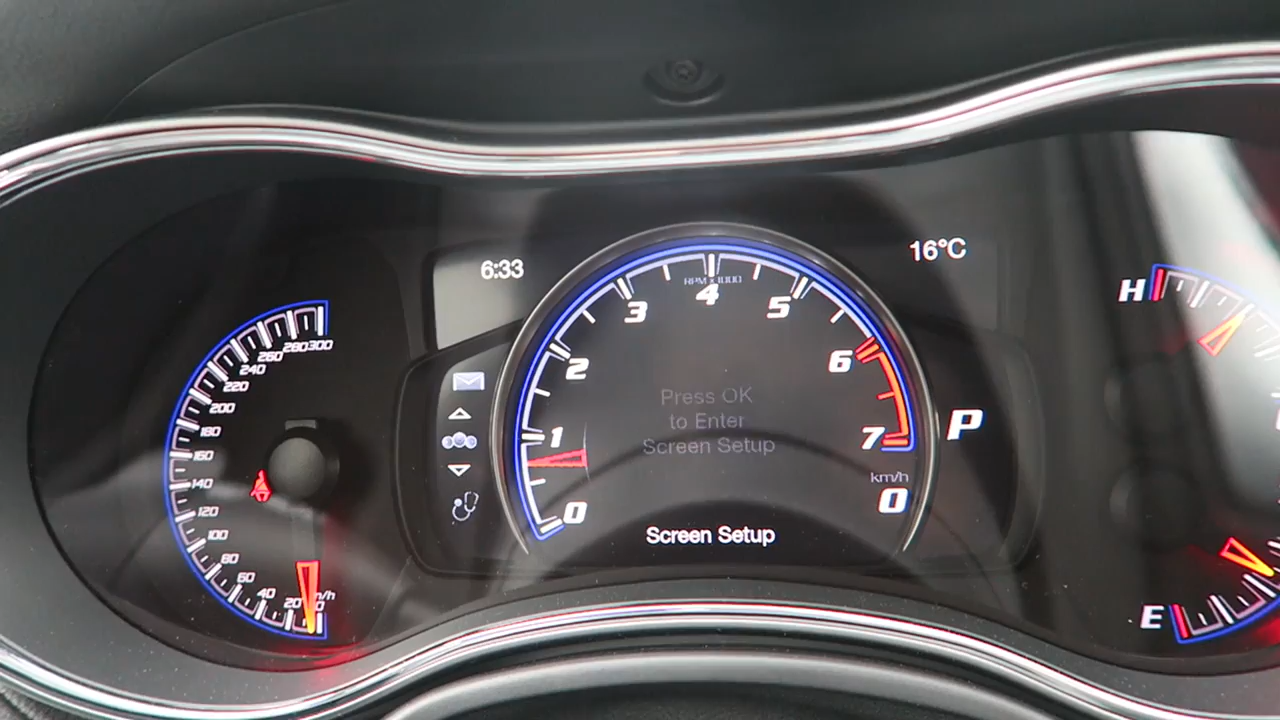 6:33
16°C
RPM x 1000
0
1
2
3
4
5
6
7
Press OK
to Enter
Screen Setup
km/h
0
Screen Setup
P
300
280
260
240
220
200
180
160
140
120
100
80
60
40
20
H
E